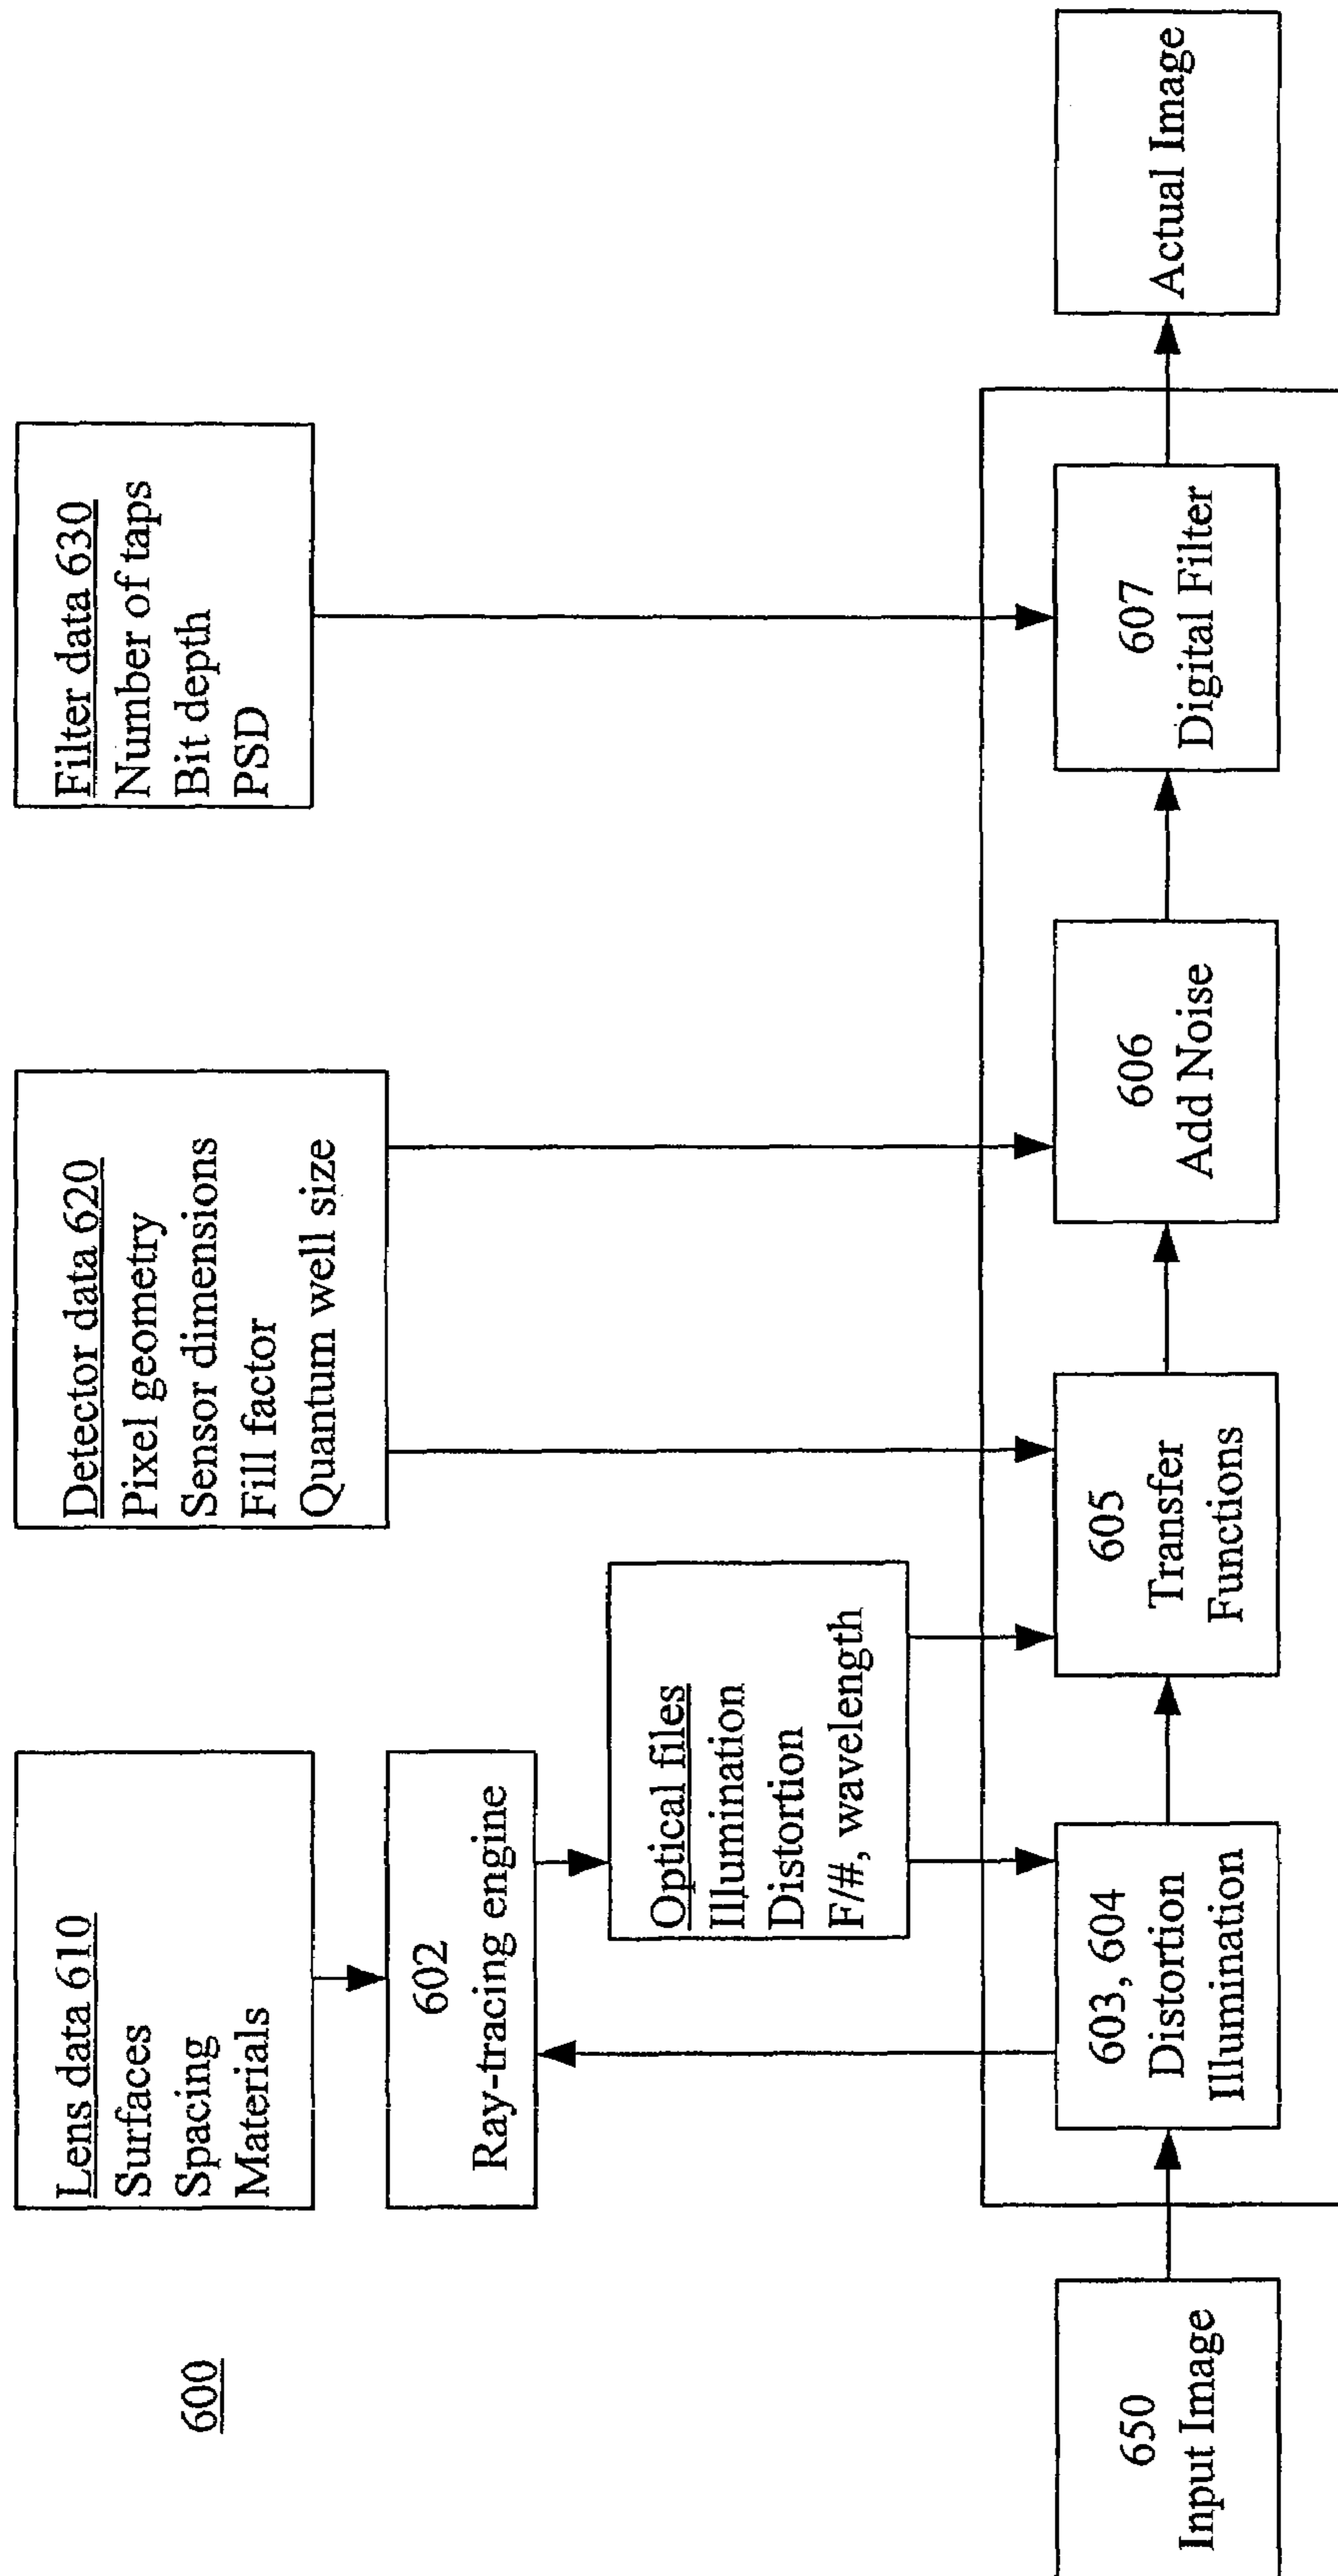 600
Lens data 610
Surfaces
Spacing
Materials
602
Ray-tracing engine
Optical files
Illumination
Distortion
F/#, wavelength
Detector data 620
Pixel geometry
Sensor dimensions
Fill factor
Quantum well size
Filter data 630
Number of taps
Bit depth
PSD
650
Input Image
603, 604
Distortion
Illumination
605
Transfer
Functions
606
Add Noise
607
Digital Filter
Actual Image